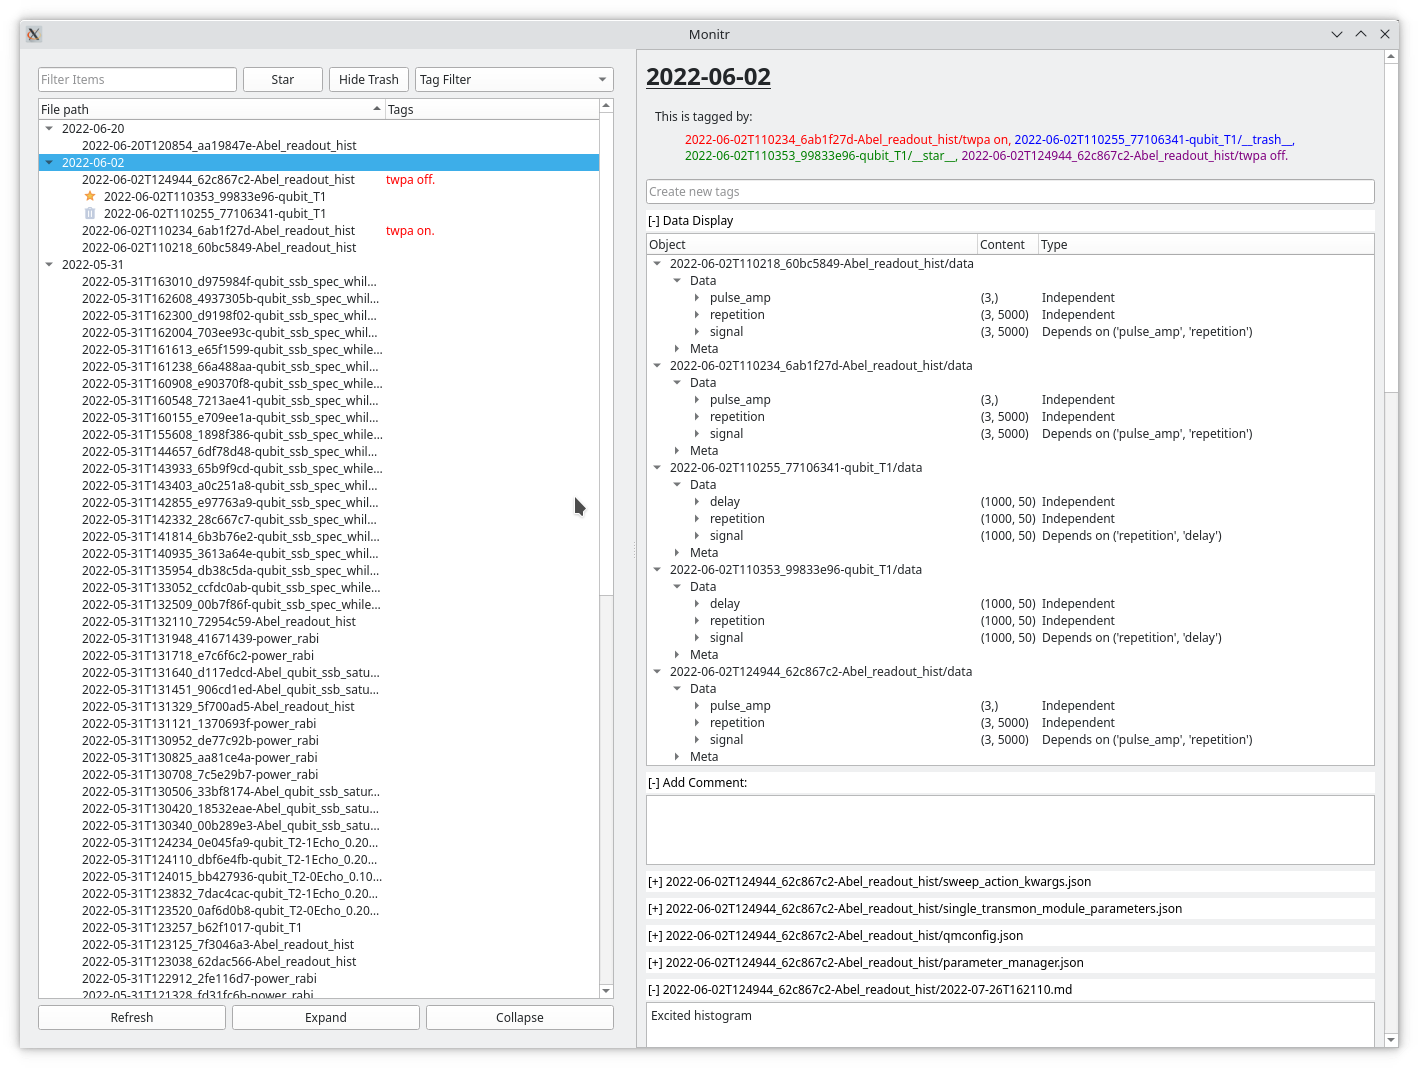 Monitr
Filter Items
Star
Hide Trash
Tag Filter
File path
Tags
2022-06-20
2022-06-20T120854_aa19847e-Abel_readout_hist
2022-06-02
2022-06-02T124944_62c867c2-Abel_readout_hist twpa off.
2022-06-02T110353_99833e96-qubit_T1
2022-06-02T110255_77106341-qubit_T1
2022-06-02T110234_6ab1f27d-Abel_readout_hist twpa on.
2022-06-02T110218_60bc5849-Abel_readout_hist
2022-05-31
2022-05-31T163010_d975984f-qubit_ssb_spec_whil...
2022-05-31T162608_4937305b-qubit_ssb_spec_whil...
2022-05-31T162300_d9198f02-qubit_ssb_spec_whil...
2022-05-31T162004_703ee93c-qubit_ssb_spec_whil...
2022-05-31T161613_e65f1599-qubit_ssb_spec_while...
2022-05-31T161238_66a488aa-qubit_ssb_spec_whil...
2022-05-31T160908_e90370f8-qubit_ssb_spec_while...
2022-05-31T160548_7213ae41-qubit_ssb_spec_whil...
2022-05-31T160155_e709ee1a-qubit_ssb_spec_whil...
2022-05-31T155608_1898f386-qubit_ssb_spec_while...
2022-05-31T144657_6df78d48-qubit_ssb_spec_whil...
2022-05-31T143933_65b9f9cd-qubit_ssb_spec_while...
2022-05-31T143403_a0c251a8-qubit_ssb_spec_whil...
2022-05-31T142855_e97763a9-qubit_ssb_spec_whil...
2022-05-31T142332_28c667c7-qubit_ssb_spec_whil...
2022-05-31T141814_6b3b76e2-qubit_ssb_spec_whil...
2022-05-31T140935_3613a64e-qubit_ssb_spec_whil...
2022-05-31T135954_db38c5da-qubit_ssb_spec_whil...
2022-05-31T133052_ccfdc0ab-qubit_ssb_spec_while...
2022-05-31T132509_00b7f86f-qubit_ssb_spec_while...
2022-05-31T132110_72954c59-Abel_readout_hist
2022-05-31T131948_41671439-power_rabi
2022-05-31T131718_e7c6f6c2-power_rabi
2022-05-31T131640_d117edcd-Abel_qubit_ssb_satu...
2022-05-31T131451_906cd1ed-Abel_qubit_ssb_satu...
2022-05-31T131329_5f700ad5-Abel_readout_hist
2022-05-31T131121_1370693f-power_rabi
2022-05-31T130952_de77c92b-power_rabi
2022-05-31T130825_aa81ce4a-power_rabi
2022-05-31T130708_7c5e29b7-power_rabi
2022-05-31T130506_33bf8174-Abel_qubit_ssb_satur...
2022-05-31T130420_18532eae-Abel_qubit_ssb_satu...
2022-05-31T130340_00b289e3-Abel_qubit_ssb_satu...
2022-05-31T124234_0e045fa9-qubit_T2-1Echo_0.20...
2022-05-31T124110_dbf6e4fb-qubit_T2-1Echo_0.20...
2022-05-31T124015_bb427936-qubit_T2-0Echo_0.10...
2022-05-31T123832_7dac4cac-qubit_T2-1Echo_0.20...
2022-05-31T123520_0af6d0b8-qubit_T2-0Echo_0.20...
2022-05-31T123257_b62f1017-qubit_T1
2022-05-31T123125_7f3046a3-Abel_readout_hist
2022-05-31T123038_62dac566-Abel_readout_hist
2022-05-31T122912_2fe116d7-power_rabi
2022-05-31T121328_fd31fc6b-power_rabi
Refresh
Expand
Collapse
2022-06-02
This is tagged by:
2022-06-02T110234_6ab1f27d-Abel_readout_hist/twpa on, 2022-06-02T110255_77106341-qubit_T1/__trash__,
2022-06-02T110353_99833e96-qubit_T1/__star__, 2022-06-02T124944_62c867c2-Abel_readout_hist/twpa off.
Create new tags
[-] Data Display
Object Content Type
2022-06-02T110218_60bc5849-Abel_readout_hist/data
Data
pulse_amp (3,) Independent
repetition (3, 5000) Independent
signal (3, 5000) Depends on ('pulse_amp', 'repetition')
Meta
2022-06-02T110234_6ab1f27d-Abel_readout_hist/data
Data
pulse_amp (3,) Independent
repetition (3, 5000) Independent
signal (3, 5000) Depends on ('pulse_amp', 'repetition')
Meta
2022-06-02T110255_77106341-qubit_T1/data
Data
delay (1000, 50) Independent
repetition (1000, 50) Independent
signal (1000, 50) Depends on ('repetition', 'delay')
Meta
2022-06-02T110353_99833e96-qubit_T1/data
Data
delay (1000, 50) Independent
repetition (1000, 50) Independent
signal (1000, 50) Depends on ('repetition', 'delay')
Meta
2022-06-02T124944_62c867c2-Abel_readout_hist/data
Data
pulse_amp (3,) Independent
repetition (3, 5000) Independent
signal (3, 5000) Depends on ('pulse_amp', 'repetition')
Meta
[-] Add Comment:
[+] 2022-06-02T124944_62c867c2-Abel_readout_hist/sweep_action_kwargs.json
[+] 2022-06-02T124944_62c867c2-Abel_readout_hist/single_transmon_module_parameters.json
[+] 2022-06-02T124944_62c867c2-Abel_readout_hist/qmconfig.json
[+] 2022-06-02T124944_62c867c2-Abel_readout_hist/parameter_manager.json
[-] 2022-06-02T124944_62c867c2-Abel_readout_hist/2022-07-26T162110.md
Excited histogram